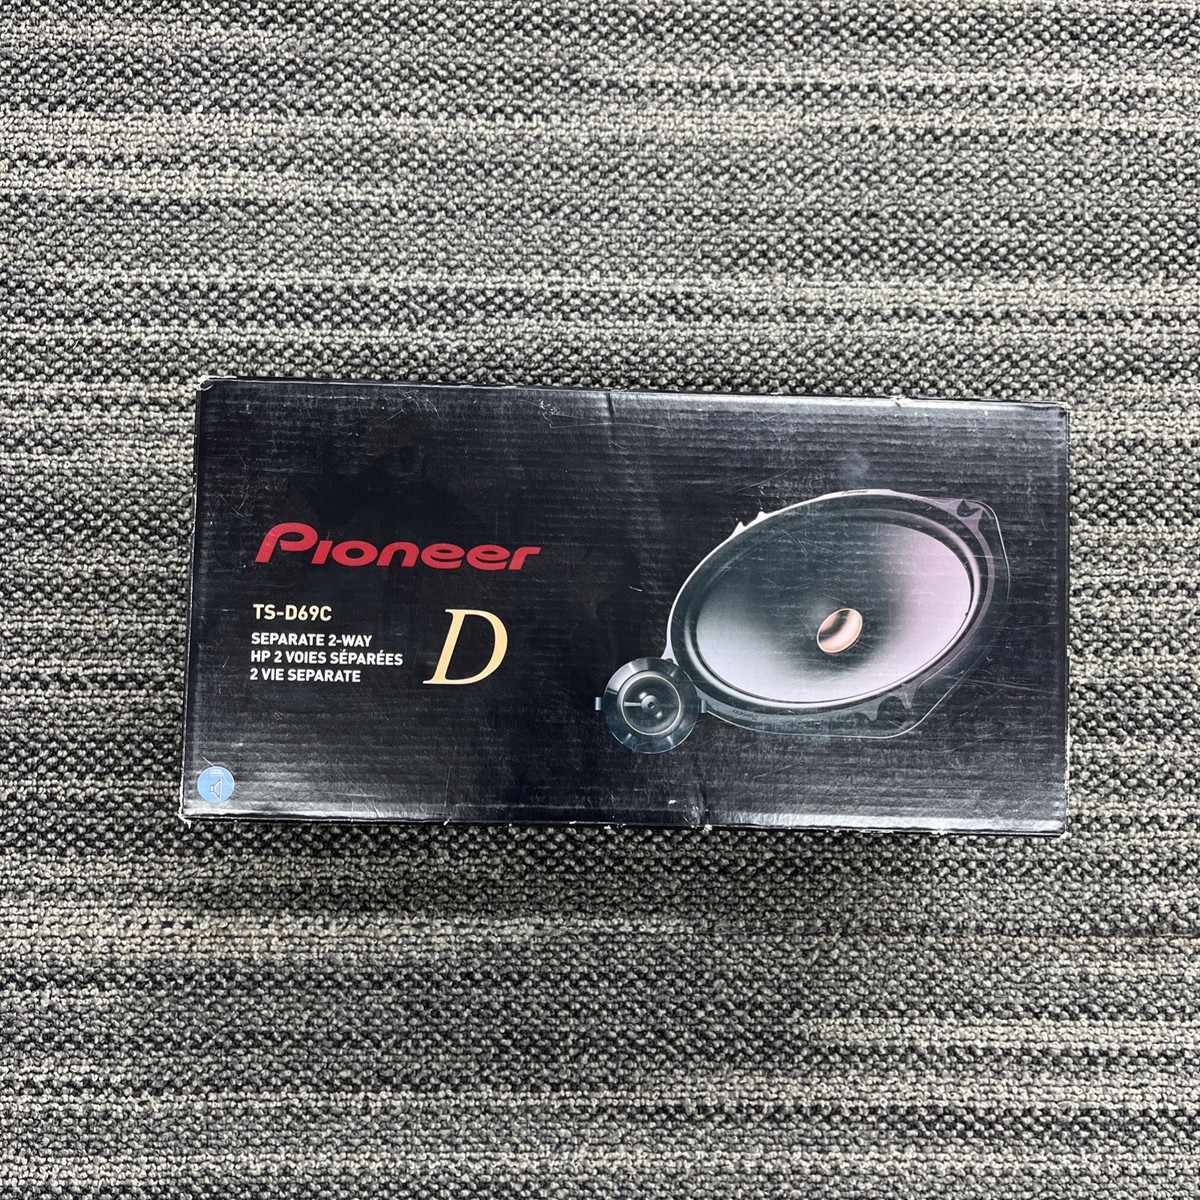 Pioneer
TS-D69C
SEPARATE 2-WAY
HP 2 VOIES SÉPARÉES
2 VIE SEPARATE
D